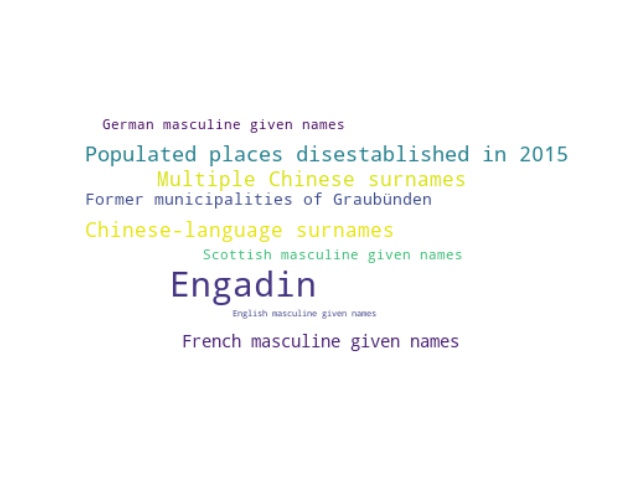 German masculine given names
Populated places disestablished in 2015
Multiple Chinese surnames
Former municipalities of Graubünden
Chinese-language surnames
Scottish masculine given names
Engadin
English masculine given names
French masculine given names